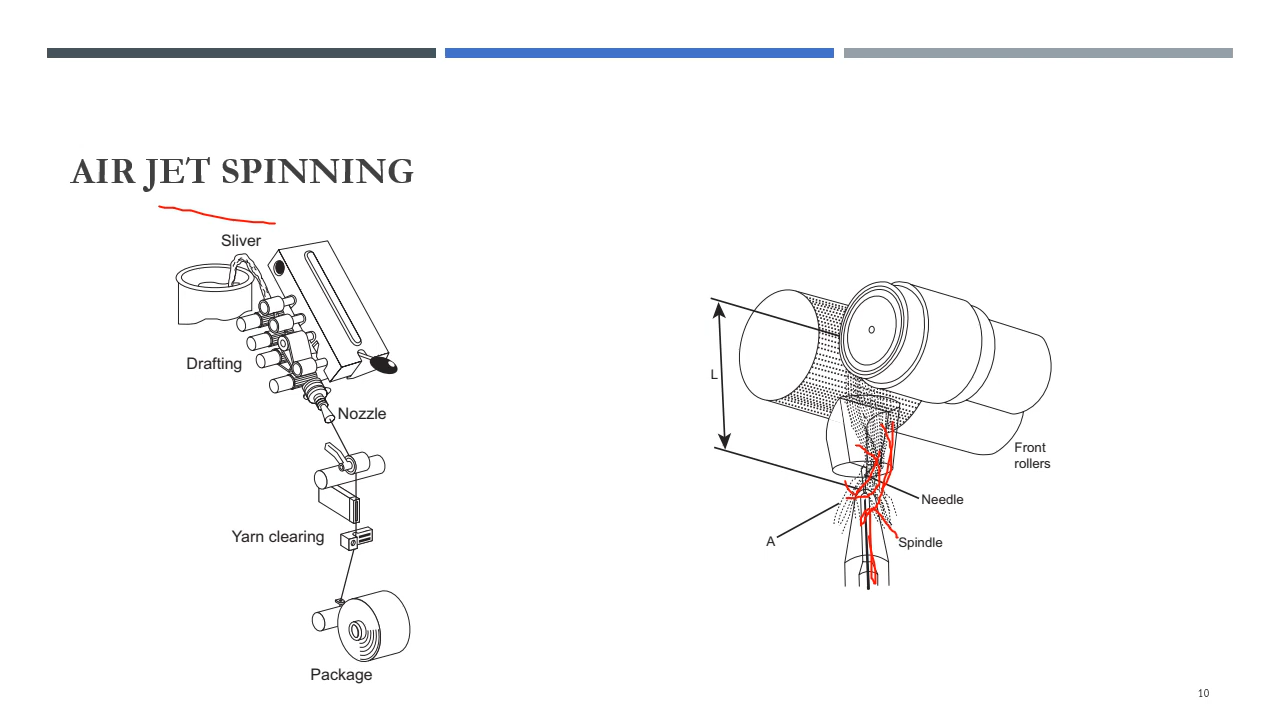 AIR JET SPINNING
Sliver
Drafting
Nozzle
Yarn clearing
Package
L
Front
rollers
Needle
A
Spindle
10